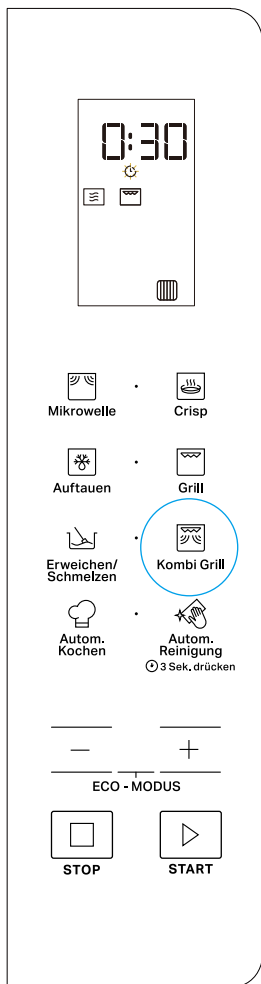 0:30
Mikrowelle
Crisp
Auftauen
Grill
Erweichen/
Schmelzen
Kombi Grill
Autom.
Kochen
Autom.
Reinigung
3 Sek. drücken
− +
ECO - MODUS
STOP
START